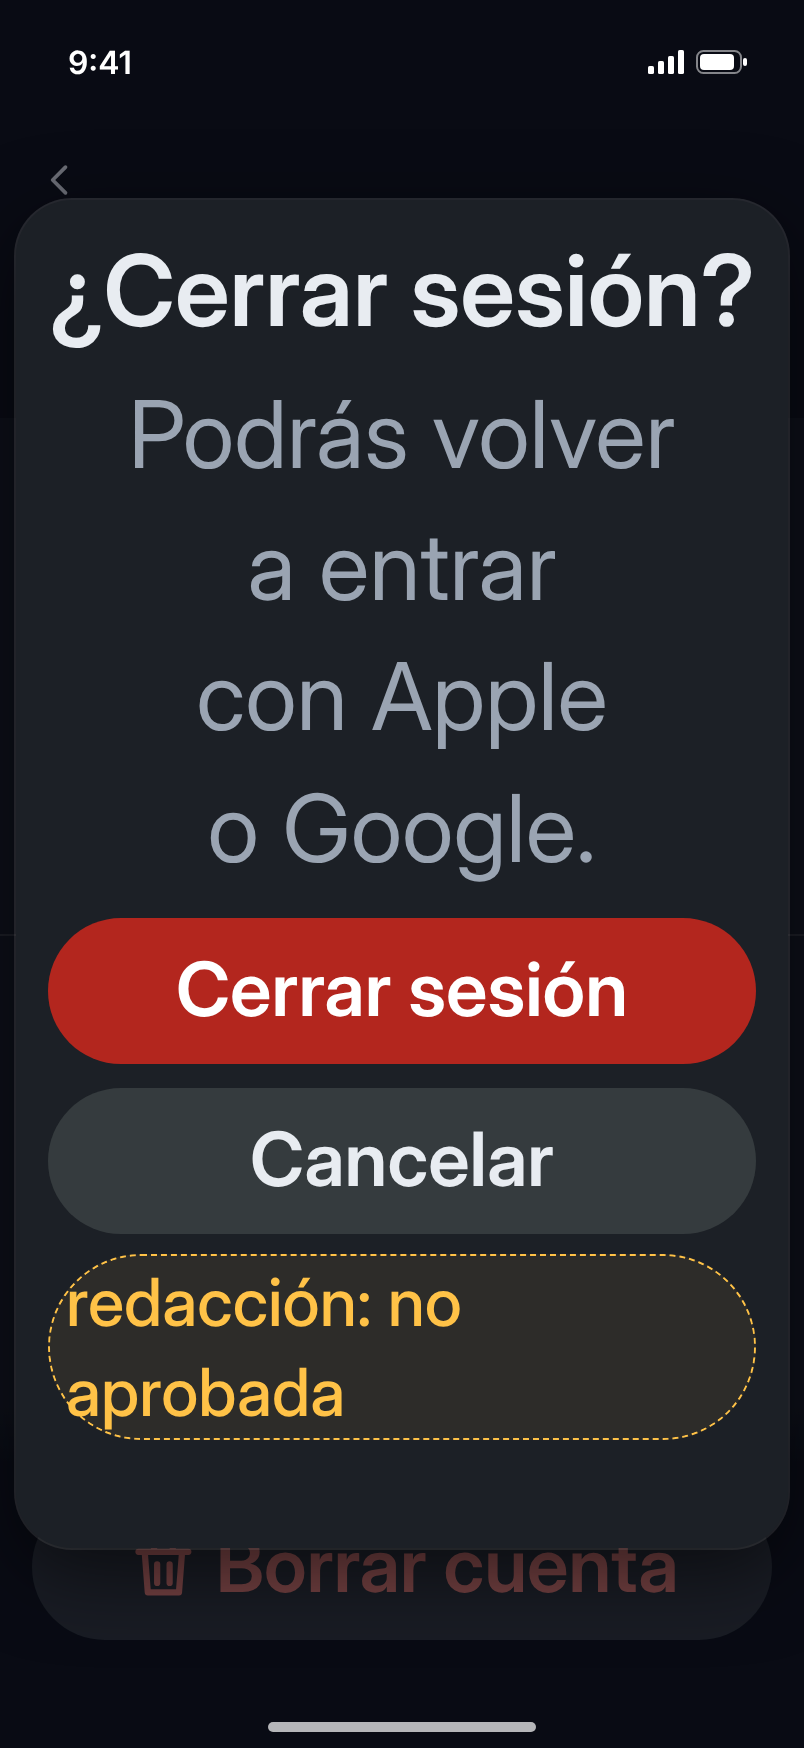 9:41
¿Cerrar sesión?
Podrás volver
a entrar
con Apple
o Google.
Cerrar sesión
Cancelar
redacción: no
aprobada
Borrar cuenta